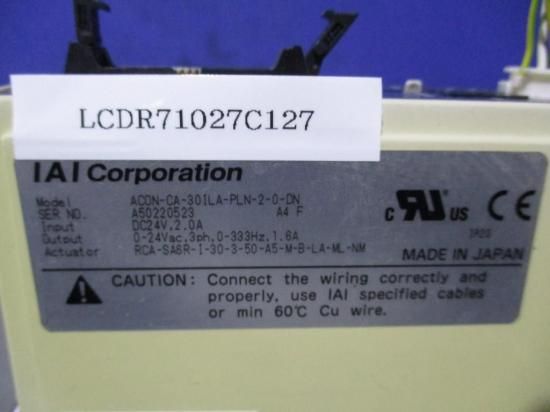 LCDR71027C127
IAI Corporation
Model ACON-CA-30ILA-PLN-2-0-DN
SER NO. A50220523 A4 F
Input DC24V, 2.0A
Output 0-24Vac, 3ph, 0-333Hz, 1.6A
Actuator RCA-SA6R-I-30-3-50-A5-M-B-LA-ML-NM
c RU US CE
IP20
MADE IN JAPAN
CAUTION: Connect the wiring correctly and
properly, use IAI specified cables
or min 60℃ Cu wire.